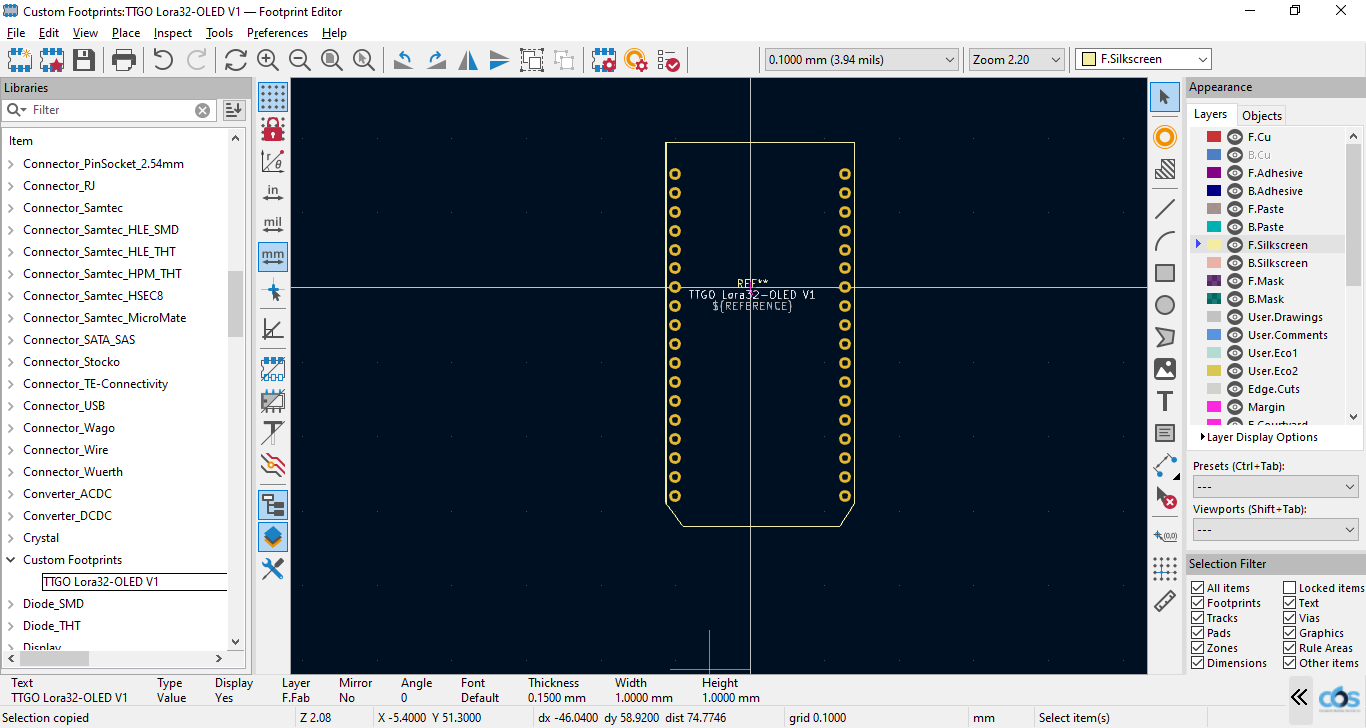 Custom Footprints:TTGO Lora32-OLED V1 — Footprint Editor
File Edit View Place Inspect Tools Preferences Help
0.1000 mm (3.94 mils) Zoom 2.20 F.Silkscreen
Libraries
Filter
Item
Connector_PinSocket_2.54mm
Connector_RJ
Connector_Samtec
Connector_Samtec_HLE_SMD
Connector_Samtec_HLE_THT
Connector_Samtec_HPM_THT
Connector_Samtec_HSEC8
Connector_Samtec_MicroMate
Connector_SATA_SAS
Connector_Stocko
Connector_TE-Connectivity
Connector_USB
Connector_Wago
Connector_Wire
Connector_Wuerth
Converter_ACDC
Converter_DCDC
Crystal
Custom Footprints
TTGO Lora32-OLED V1
Diode_SMD
Diode_THT
Display
r θ
in
mil
mm
REF**
TTGO Lora32-OLED V1
${REFERENCE}
T
(0,0)
Appearance
Layers Objects
F.Cu
B.Cu
F.Adhesive
B.Adhesive
F.Paste
B.Paste
F.Silkscreen
B.Silkscreen
F.Mask
B.Mask
User.Drawings
User.Comments
User.Eco1
User.Eco2
Edge.Cuts
Margin
F.Courtyard
Layer Display Options
Presets (Ctrl+Tab):
---
Viewports (Shift+Tab):
---
Selection Filter
All items Locked items
Footprints Text
Tracks Vias
Pads Graphics
Zones Rule Areas
Dimensions Other items
Text Type Display Layer Mirror Angle Font Thickness Width Height
TTGO Lora32-OLED V1 Value Yes F.Fab No 0 Default 0.1500 mm 1.0000 mm 1.0000 mm
Selection copied Z 2.08 X -5.4000 Y 51.3000 dx -46.0400 dy 58.9200 dist 74.7746 grid 0.1000 mm Select item(s)